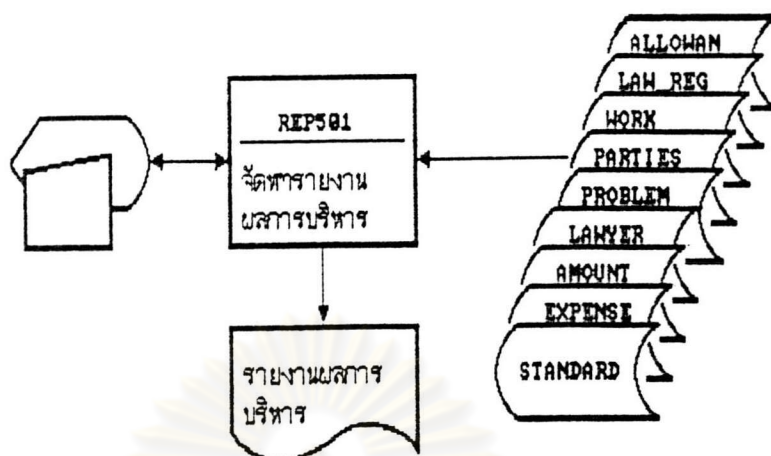 ALLOWAN
LAW_REG
WORK
PARTIES
PROBLEM
LAWYER
AMOUNT
EXPENSE
STANDARD
REP501
จัดทำรายงาน
ผลการบริหาร
รายงานผลการ
บริหาร